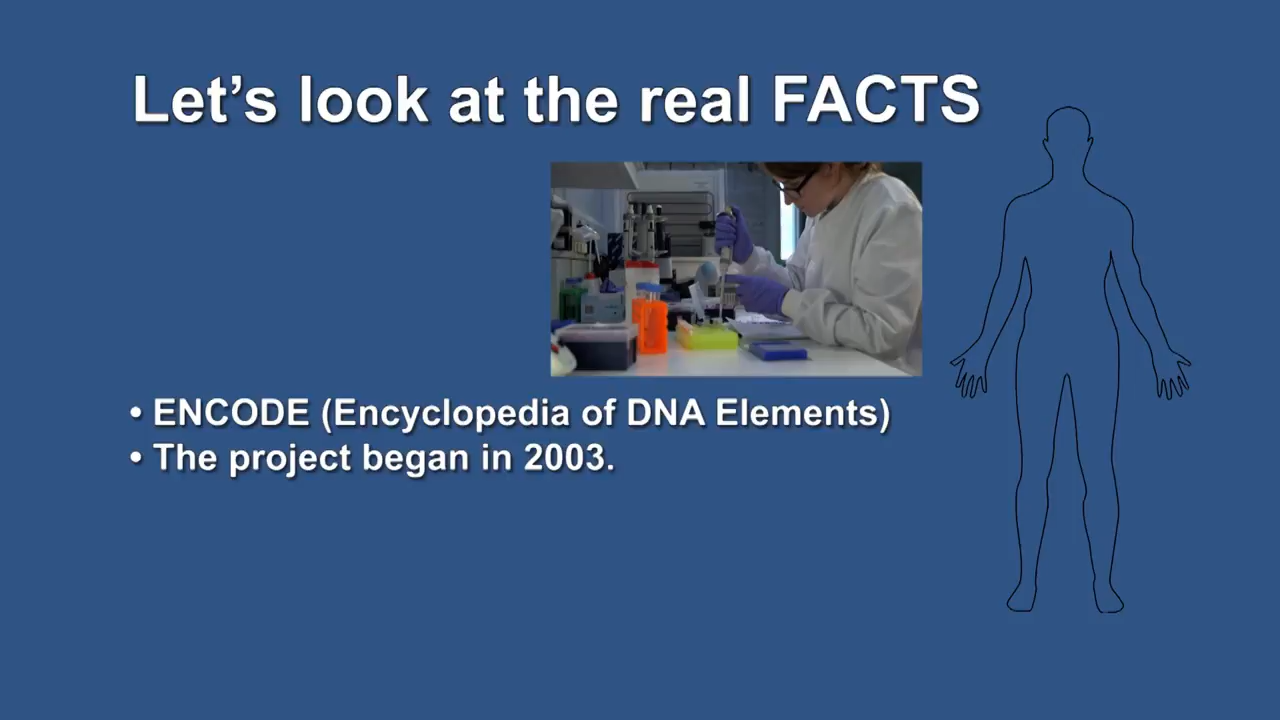 Let’s look at the real FACTS
• ENCODE (Encyclopedia of DNA Elements)
• The project began in 2003.